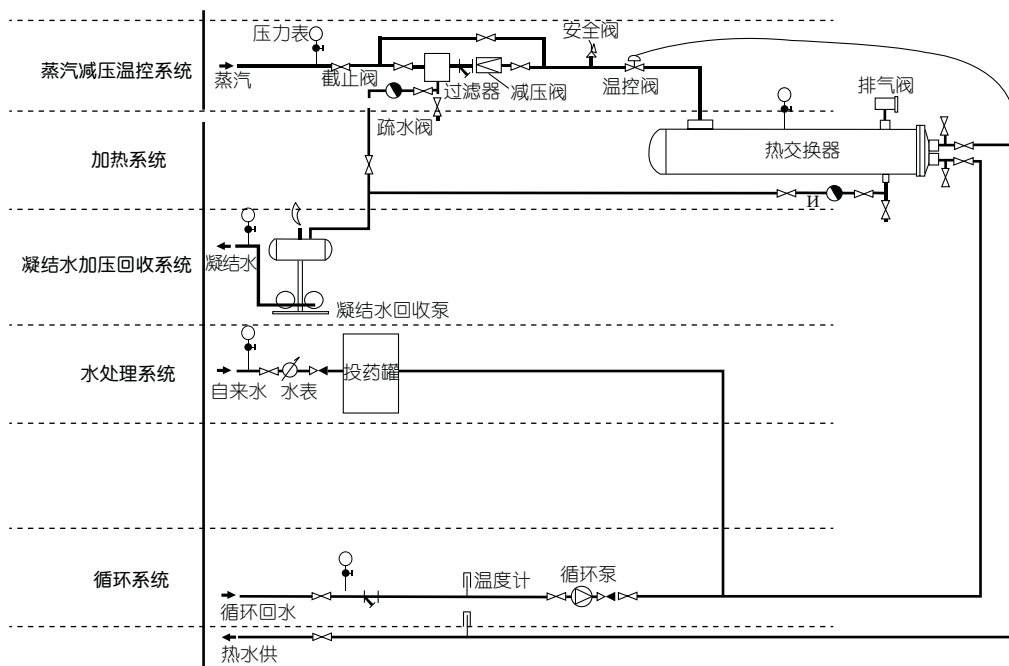 压力表
安全阀
蒸汽减压温控系统
蒸汽
截止阀
过滤器
减压阀
温控阀
排气阀
疏水阀
加热系统
热交换器
И
凝结水加压回收系统
凝结水
凝结水回收泵
水处理系统
投药罐
自来水
水表
循环系统
温度计
循环泵
循环回水
热水供